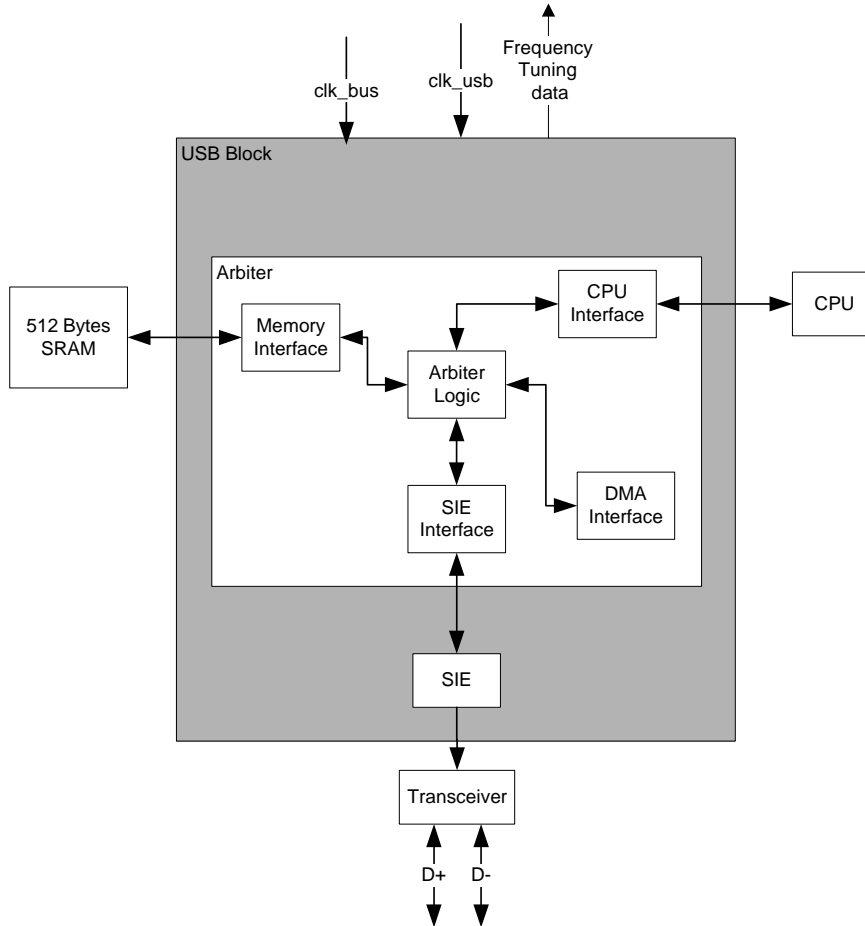 Frequency
Tuning
data
clk_bus
clk_usb
USB Block
Arbiter
512 Bytes
SRAM
Memory
Interface
CPU
Interface
CPU
Arbiter
Logic
SIE
Interface
DMA
Interface
SIE
Transceiver
D+
D-